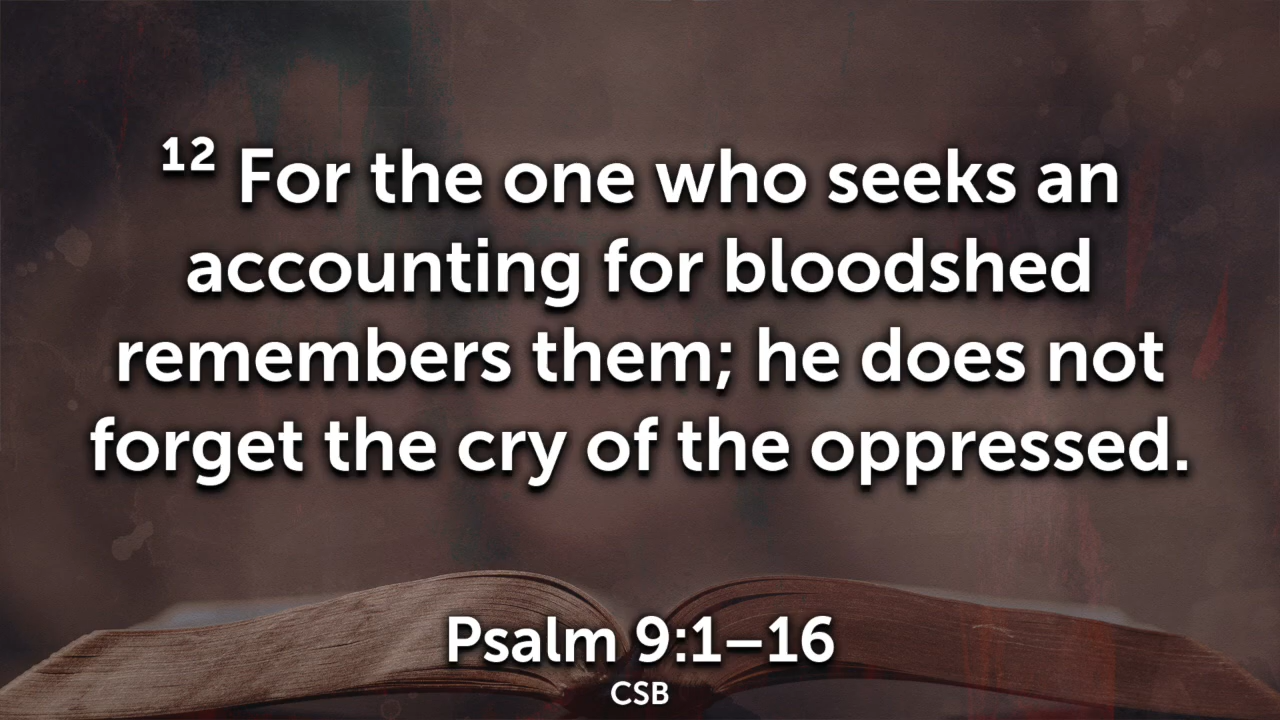 ¹² For the one who seeks an
accounting for bloodshed
remembers them; he does not
forget the cry of the oppressed.
Psalm 9:1–16
CSB